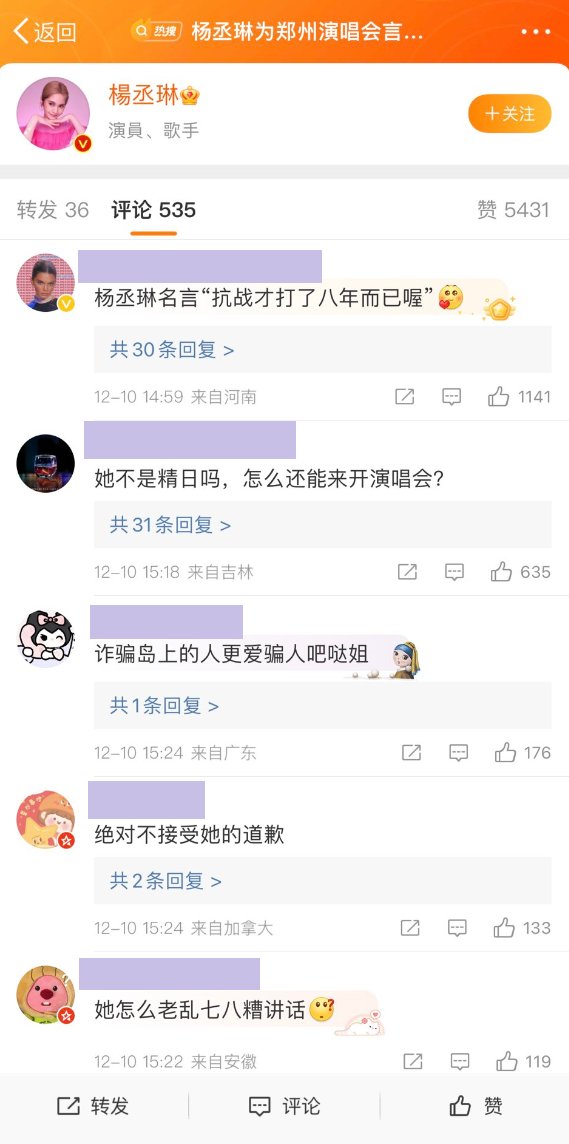 返回
热搜
杨丞琳为郑州演唱会言...
楊丞琳
演員、歌手
＋关注
转发 36
评论 535
赞 5431
杨丞琳名言“抗战才打了八年而已喔”
共30条回复 >
12-10 14:59 来自河南
1141
她不是精日吗，怎么还能来开演唱会？
共31条回复 >
12-10 15:18 来自吉林
635
诈骗岛上的人更爱骗人吧哒姐
共1条回复 >
12-10 15:24 来自广东
176
绝对不接受她的道歉
共2条回复 >
12-10 15:24 来自加拿大
133
她怎么老乱七八糟讲话
12-10 15:22 来自安徽
119
转发
评论
赞